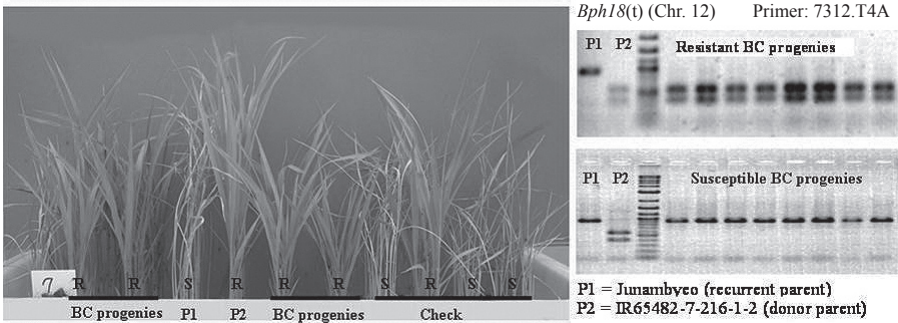 Bph18(t) (Chr. 12) Primer: 7312.T4A
P1 P2 Resistant BC progenies
P1 P2 Susceptible BC progenies
7 R R S R R R S R S S
BC progenies P1 P2 BC progenies Check
P1 = Junambyeo (recurrent parent)
P2 = IR65482-7-216-1-2 (donor parent)